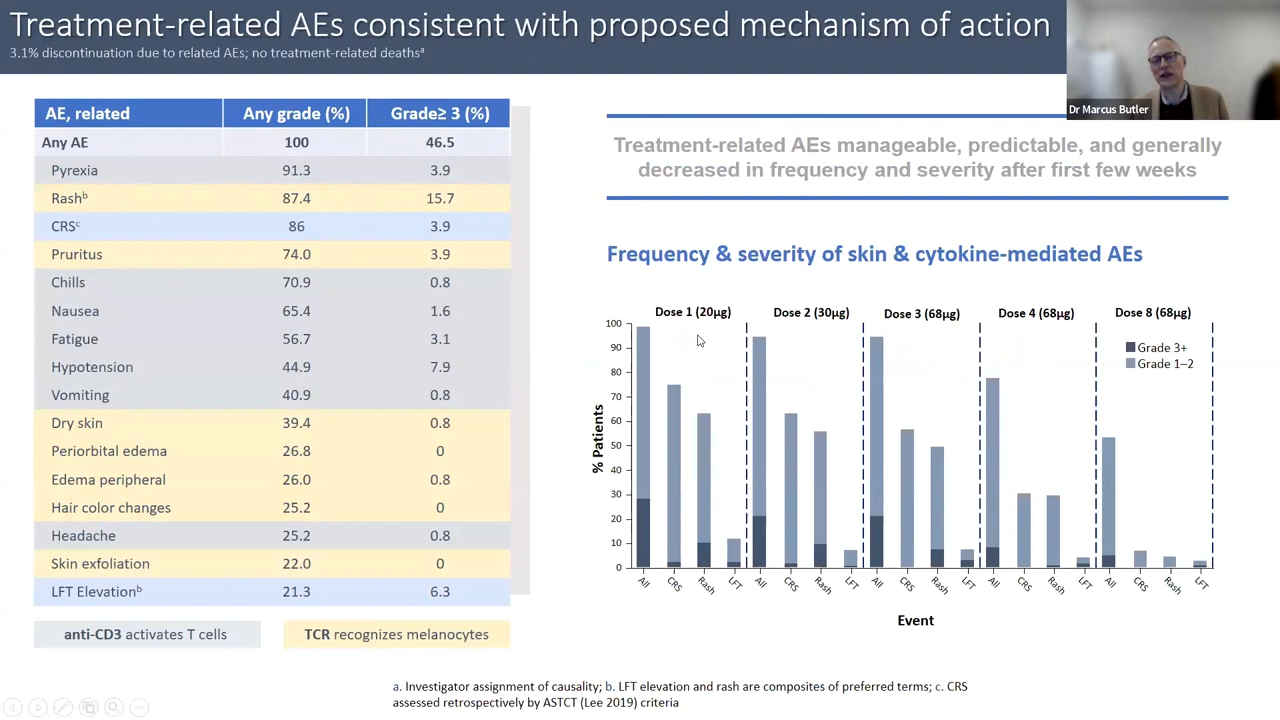 Treatment-related AEs consistent with proposed mechanism of action
3.1% discontinuation due to related AEs; no treatment-related deathsᵃ
Dr Marcus Butler
AE, related Any grade (%) Grade≥ 3 (%)
Any AE 100 46.5
Pyrexia 91.3 3.9
Rashᵇ 87.4 15.7
CRSᶜ 86 3.9
Pruritus 74.0 3.9
Chills 70.9 0.8
Nausea 65.4 1.6
Fatigue 56.7 3.1
Hypotension 44.9 7.9
Vomiting 40.9 0.8
Dry skin 39.4 0.8
Periorbital edema 26.8 0
Edema peripheral 26.0 0.8
Hair color changes 25.2 0
Headache 25.2 0.8
Skin exfoliation 22.0 0
LFT Elevationᵇ 21.3 6.3
anti-CD3 activates T cells
TCR recognizes melanocytes
Treatment-related AEs manageable, predictable, and generally
decreased in frequency and severity after first few weeks
Frequency & severity of skin & cytokine-mediated AEs
Dose 1 (20µg) Dose 2 (30µg) Dose 3 (68µg) Dose 4 (68µg) Dose 8 (68µg)
Grade 3+
Grade 1–2
% Patients
100
90
80
70
60
50
40
30
20
10
0
All CRS Rash LFT All CRS Rash LFT All CRS Rash LFT All CRS Rash LFT All CRS Rash LFT
Event
a. Investigator assignment of causality; b. LFT elevation and rash are composites of preferred terms; c. CRS
assessed retrospectively by ASTCT (Lee 2019) criteria